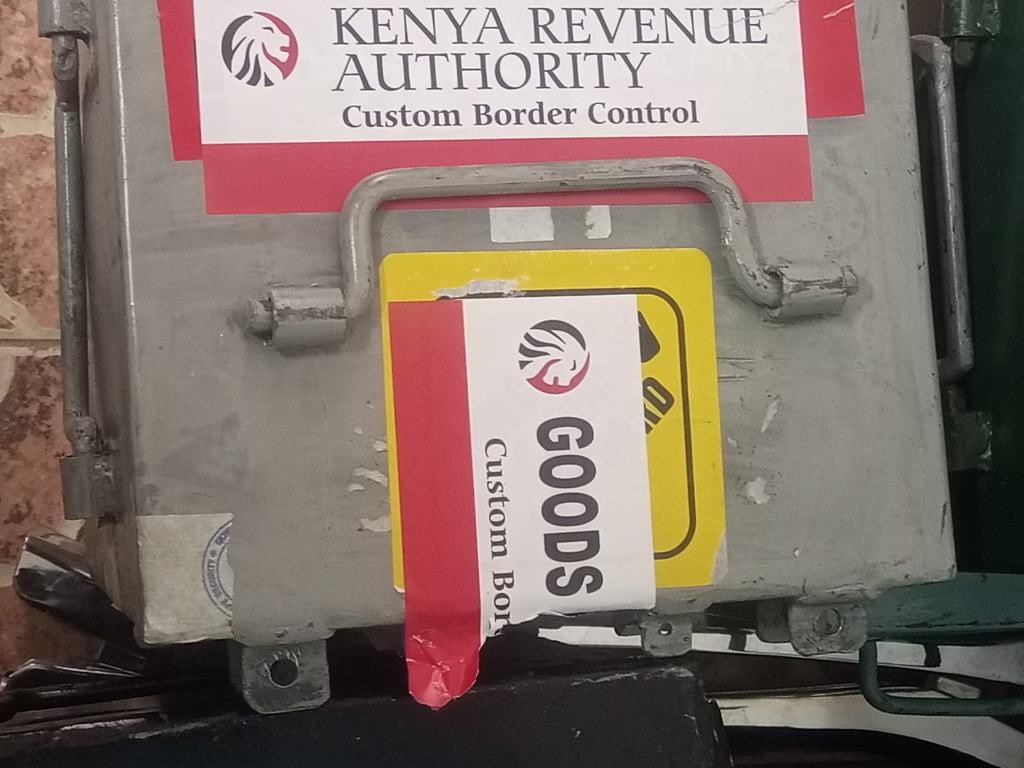 KENYA REVENUE
AUTHORITY
Custom Border Control
GOODS
Custom Bor